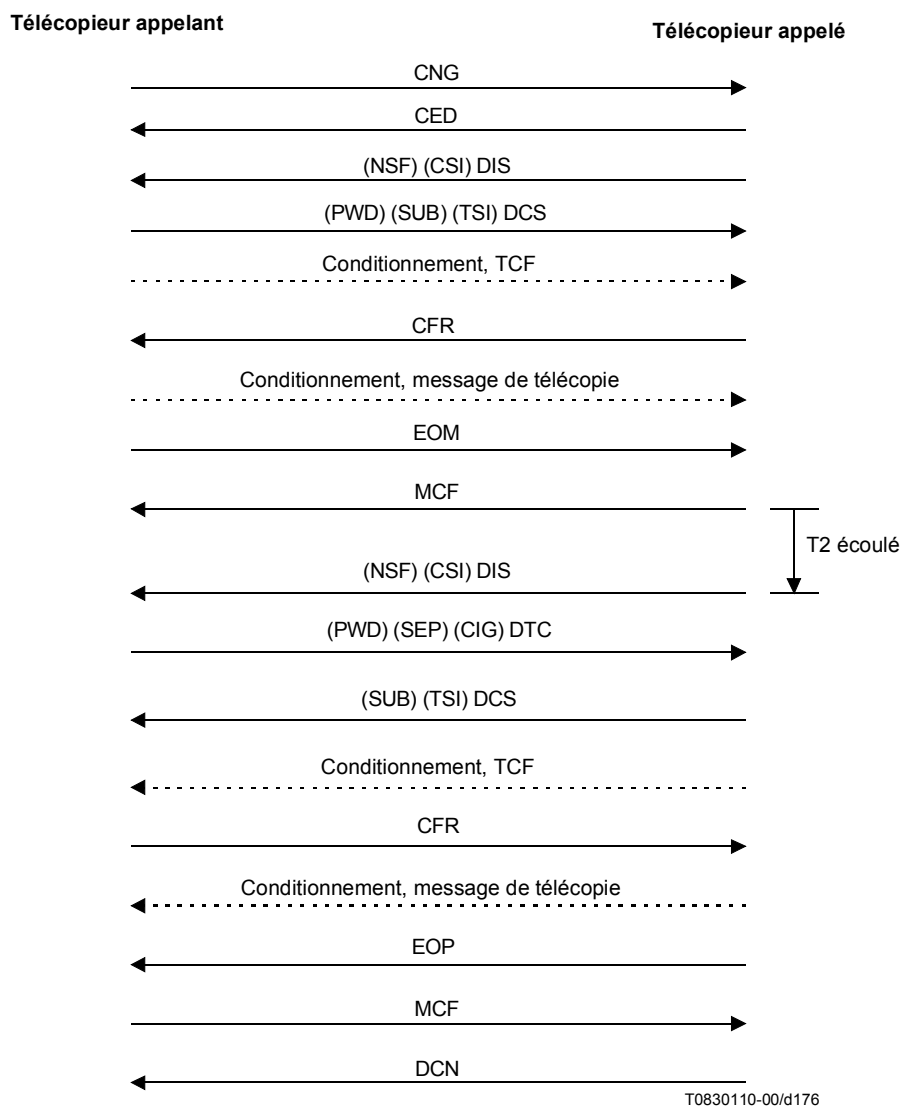 Télécopieur appelant
Télécopieur appelé
CNG
CED
(NSF) (CSI) DIS
(PWD) (SUB) (TSI) DCS
Conditionnement, TCF
CFR
Conditionnement, message de télécopie
EOM
MCF
T2 écoulé
(NSF) (CSI) DIS
(PWD) (SEP) (CIG) DTC
(SUB) (TSI) DCS
Conditionnement, TCF
CFR
Conditionnement, message de télécopie
EOP
MCF
DCN
T0830110-00/d176